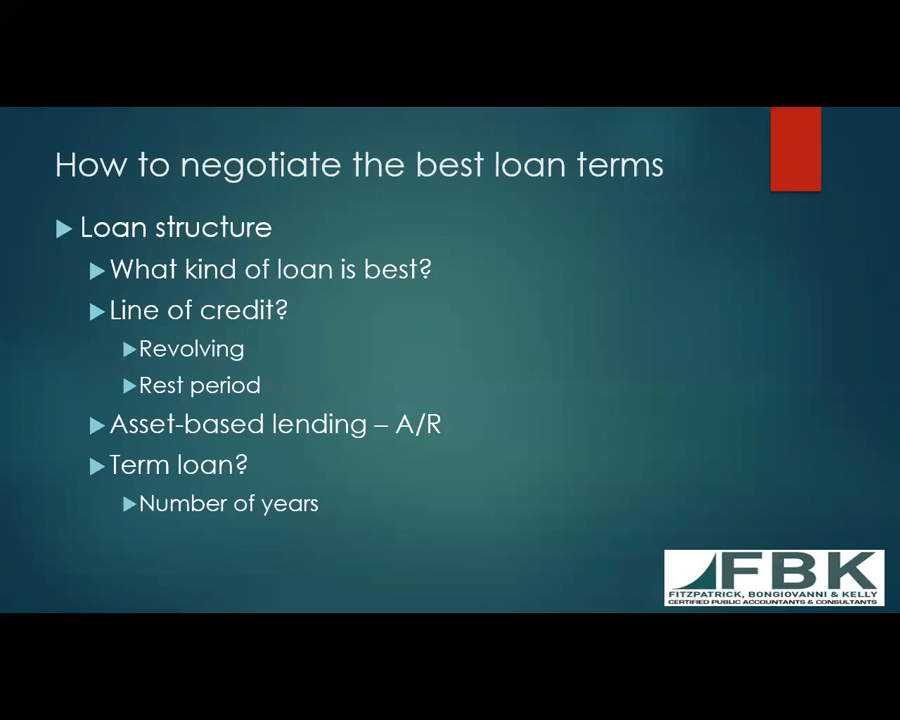 How to negotiate the best loan terms
Loan structure
What kind of loan is best?
Line of credit?
Revolving
Rest period
Asset-based lending – A/R
Term loan?
Number of years
FBK
FITZPATRICK, BONGIOVANNI & KELLY
CERTIFIED PUBLIC ACCOUNTANTS & CONSULTANTS